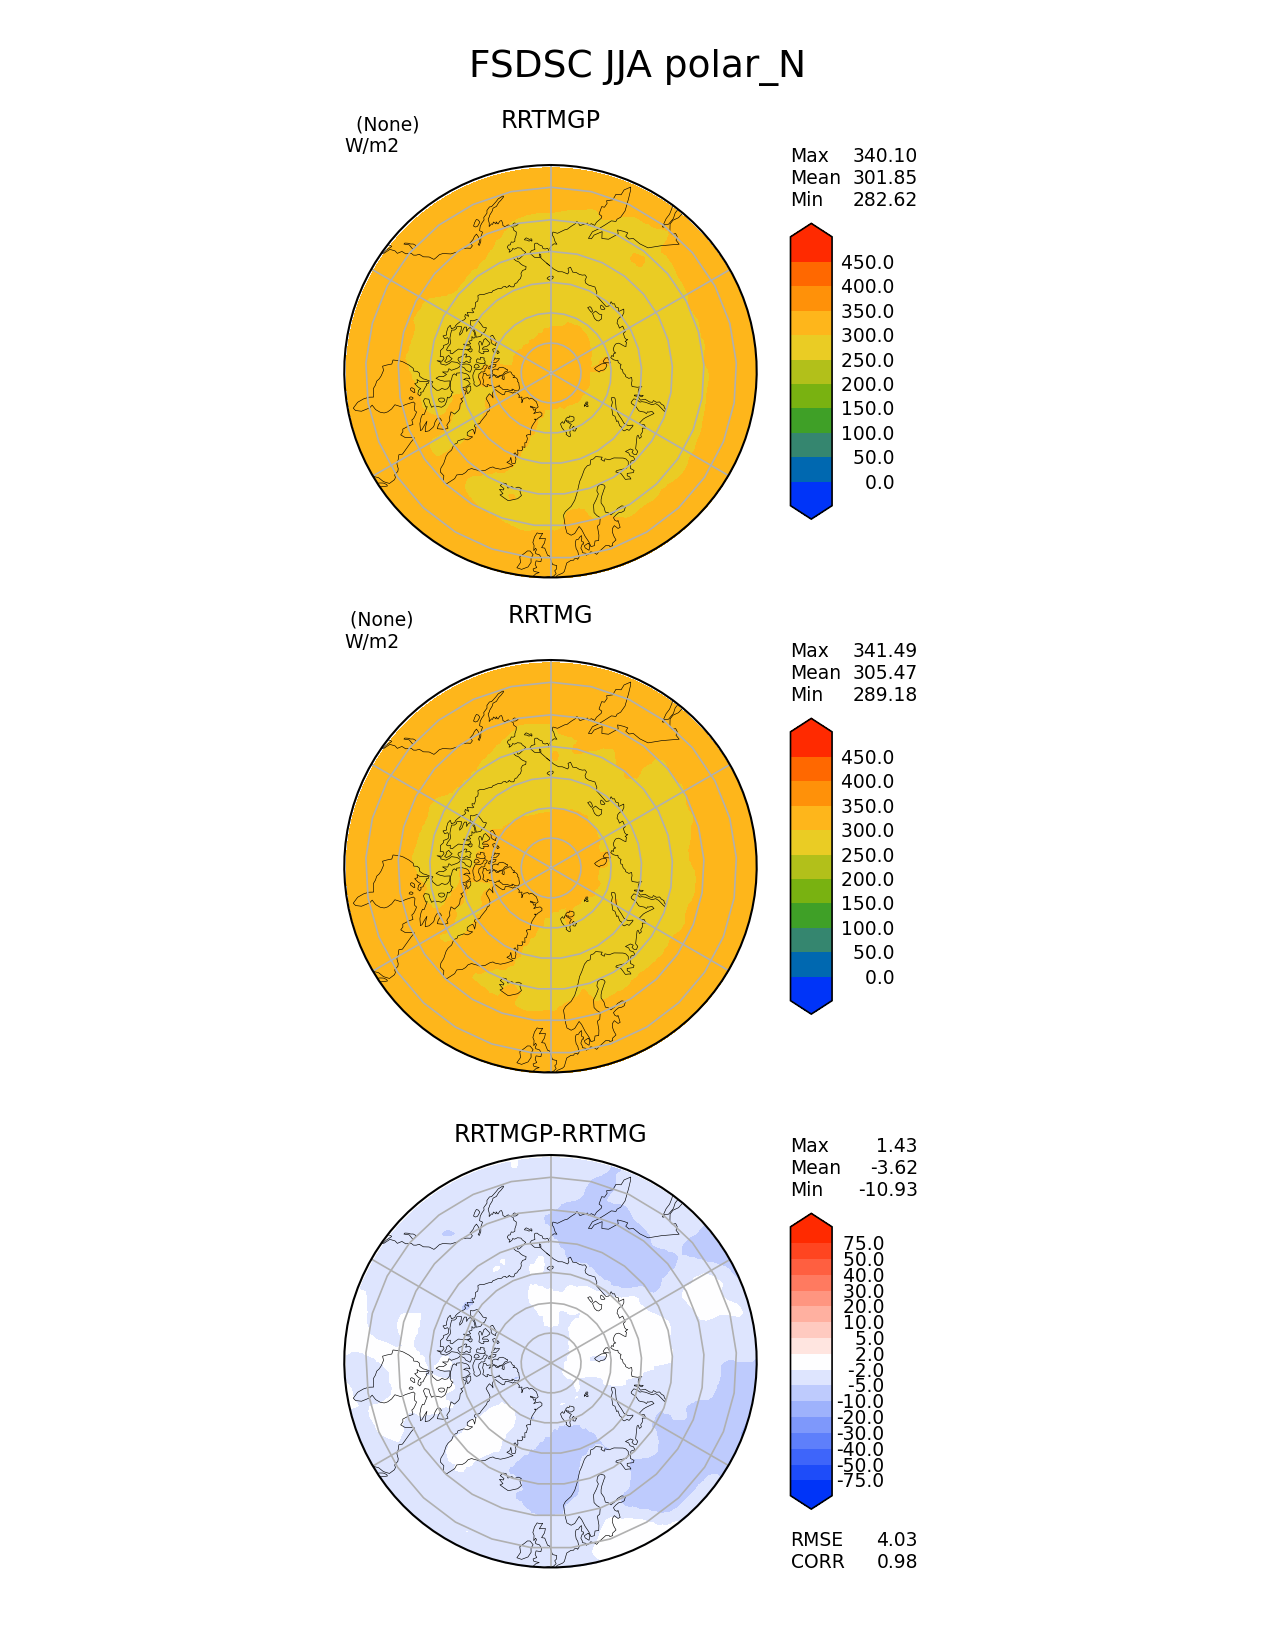 FSDSC JJA polar_N
(None)
RRTMGP
W/m2
Max 340.10
Mean 301.85
Min 282.62
450.0
400.0
350.0
300.0
250.0
200.0
150.0
100.0
50.0
0.0
(None)
RRTMG
W/m2
Max 341.49
Mean 305.47
Min 289.18
450.0
400.0
350.0
300.0
250.0
200.0
150.0
100.0
50.0
0.0
RRTMGP-RRTMG
Max 1.43
Mean -3.62
Min -10.93
75.0
50.0
40.0
30.0
20.0
10.0
5.0
2.0
-2.0
-5.0
-10.0
-20.0
-30.0
-40.0
-50.0
-75.0
RMSE 4.03
CORR 0.98